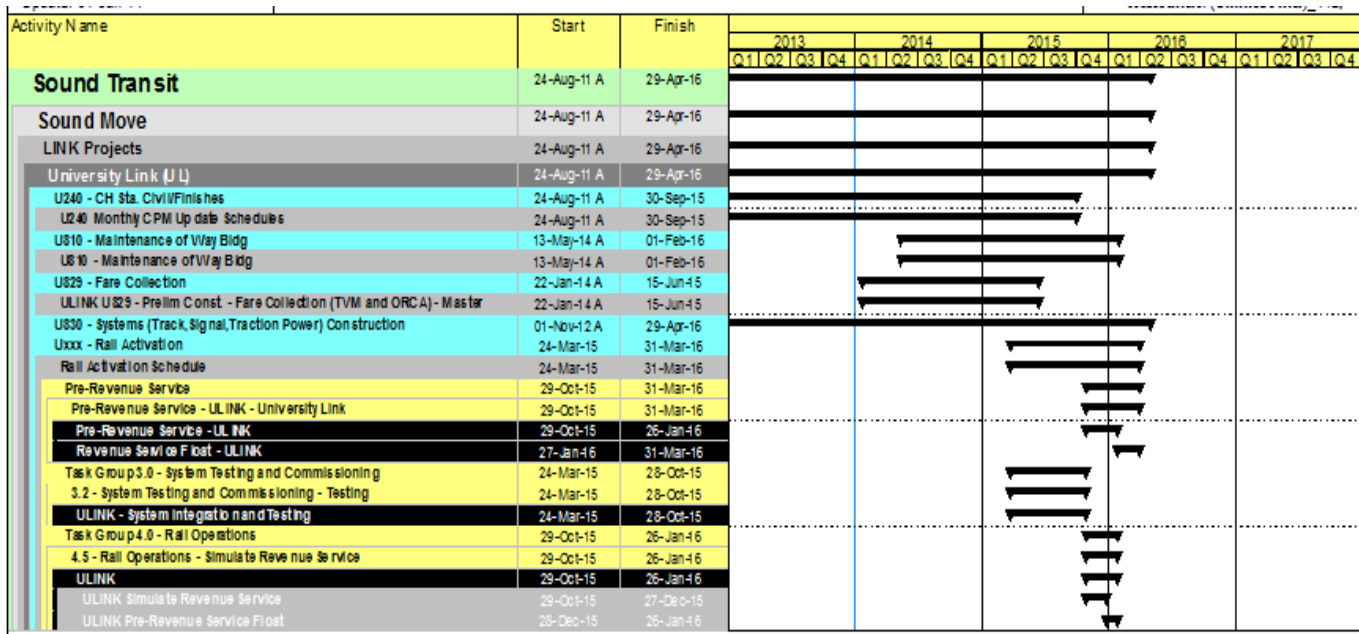 Activity Name Start Finish
2013 2014 2015 2016 2017
Q1 Q2 Q3 Q4 Q1 Q2 Q3 Q4 Q1 Q2 Q3 Q4 Q1 Q2 Q3 Q4 Q1 Q2 Q3 Q4
Sound Transit 24-Aug-11 A 29-Apr-16
Sound Move 24-Aug-11 A 29-Apr-16
LINK Projects 24-Aug-11 A 29-Apr-16
University Link (UL) 24-Aug-11 A 29-Apr-16
U240 - CH Sta. Civil/Finishes 24-Aug-11 A 30-Sep-15
U240 Monthly CPM Update Schedules 24-Aug-11 A 30-Sep-15
U810 - Maintenance of Way Bldg 13-May-14 A 01-Feb-16
U810 - Maintenance of Way Bldg 13-May-14 A 01-Feb-16
U829 - Fare Collection 22-Jan-14 A 15-Jun-15
ULINK U829 - Prelim Const. - Fare Collection (TVM and ORCA) - Master 22-Jan-14 A 15-Jun-15
U830 - Systems (Track,Signal,Traction Power) Construction 01-Nov-12 A 29-Apr-16
Uxxx - Rail Activation 24-Mar-15 31-Mar-16
Rail Activation Schedule 24-Mar-15 31-Mar-16
Pre-Revenue Service 29-Oct-15 31-Mar-16
Pre-Revenue Service - ULINK - University Link 29-Oct-15 31-Mar-16
Pre-Revenue Service - ULINK 29-Oct-15 26-Jan-16
Revenue Service Float - ULINK 27-Jan-16 31-Mar-16
Task Group 3.0 - System Testing and Commissioning 24-Mar-15 28-Oct-15
3.2 - System Testing and Commissioning - Testing 24-Mar-15 28-Oct-15
ULINK - System Integration and Testing 24-Mar-15 28-Oct-15
Task Group 4.0 - Rail Operations 29-Oct-15 26-Jan-16
4.5 - Rail Operations - Simulate Revenue Service 29-Oct-15 26-Jan-16
ULINK 29-Oct-15 26-Jan-16
ULINK Simulate Revenue Service 29-Oct-15 27-Dec-15
ULINK Pre-Revenue Service Float 28-Dec-15 26-Jan-16